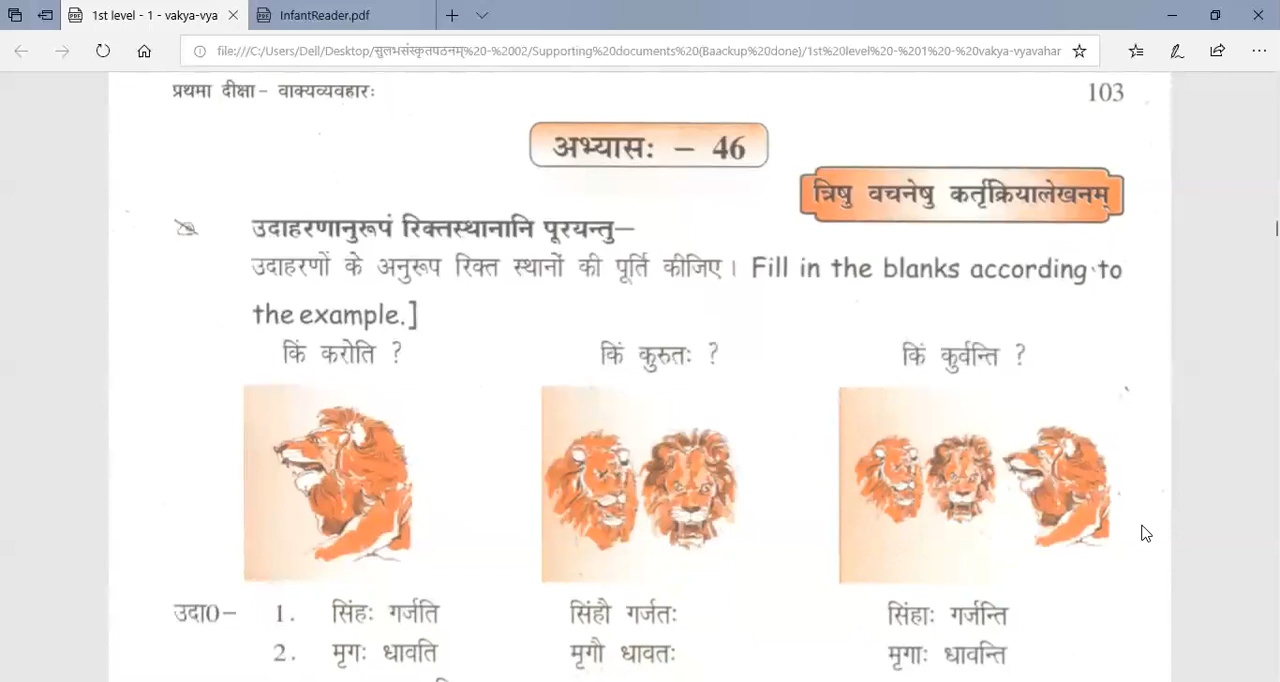 1st level - 1 - vakya-vya
InfantReader.pdf
file:///C:/Users/Dell/Desktop/सुलभसंस्कृतपठनम्%20-%2002/Supporting%20documents%20(Baackup%20done)/1st%20level%20-%201%20-%20vakya-vyavahar
प्रथमा दीक्षा - वाक्यव्यवहारः
103
अभ्यासः - 46
त्रिषु वचनेषु कर्तृक्रियालेखनम्
उदाहरणानुरूपं रिक्तस्थानानि पूरयन्तु—
उदाहरणों के अनुरूप रिक्त स्थानों की पूर्ति कीजिए। Fill in the blanks according to
the example.]
किं करोति ? किं कुरुतः ? किं कुर्वन्ति ?
उदा0- 1. सिंहः गर्जति सिंहौ गर्जतः सिंहाः गर्जन्ति
2. मृगः धावति मृगौ धावतः मृगाः धावन्ति